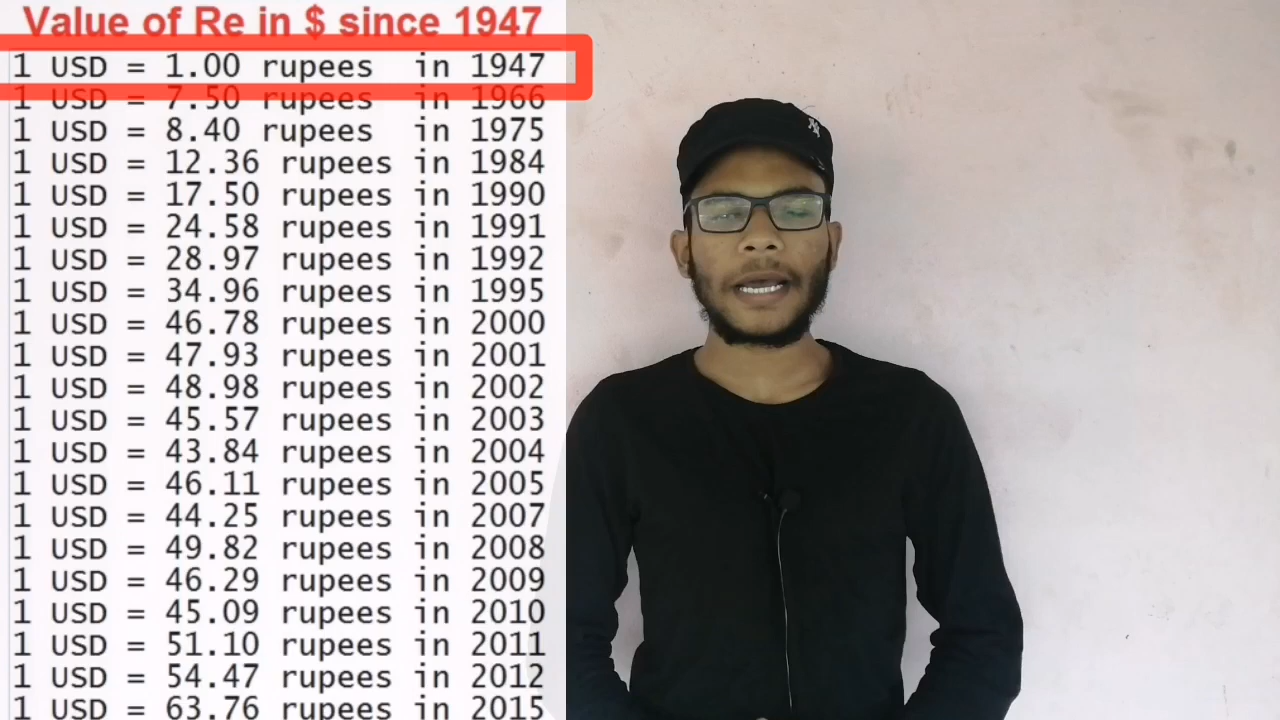 Value of Re in $ since 1947
1 USD = 1.00 rupees in 1947
1 USD = 7.50 rupees in 1966
1 USD = 8.40 rupees in 1975
1 USD = 12.36 rupees in 1984
1 USD = 17.50 rupees in 1990
1 USD = 24.58 rupees in 1991
1 USD = 28.97 rupees in 1992
1 USD = 34.96 rupees in 1995
1 USD = 46.78 rupees in 2000
1 USD = 47.93 rupees in 2001
1 USD = 48.98 rupees in 2002
1 USD = 45.57 rupees in 2003
1 USD = 43.84 rupees in 2004
1 USD = 46.11 rupees in 2005
1 USD = 44.25 rupees in 2007
1 USD = 49.82 rupees in 2008
1 USD = 46.29 rupees in 2009
1 USD = 45.09 rupees in 2010
1 USD = 51.10 rupees in 2011
1 USD = 54.47 rupees in 2012
1 USD = 63.76 rupees in 2015
NY